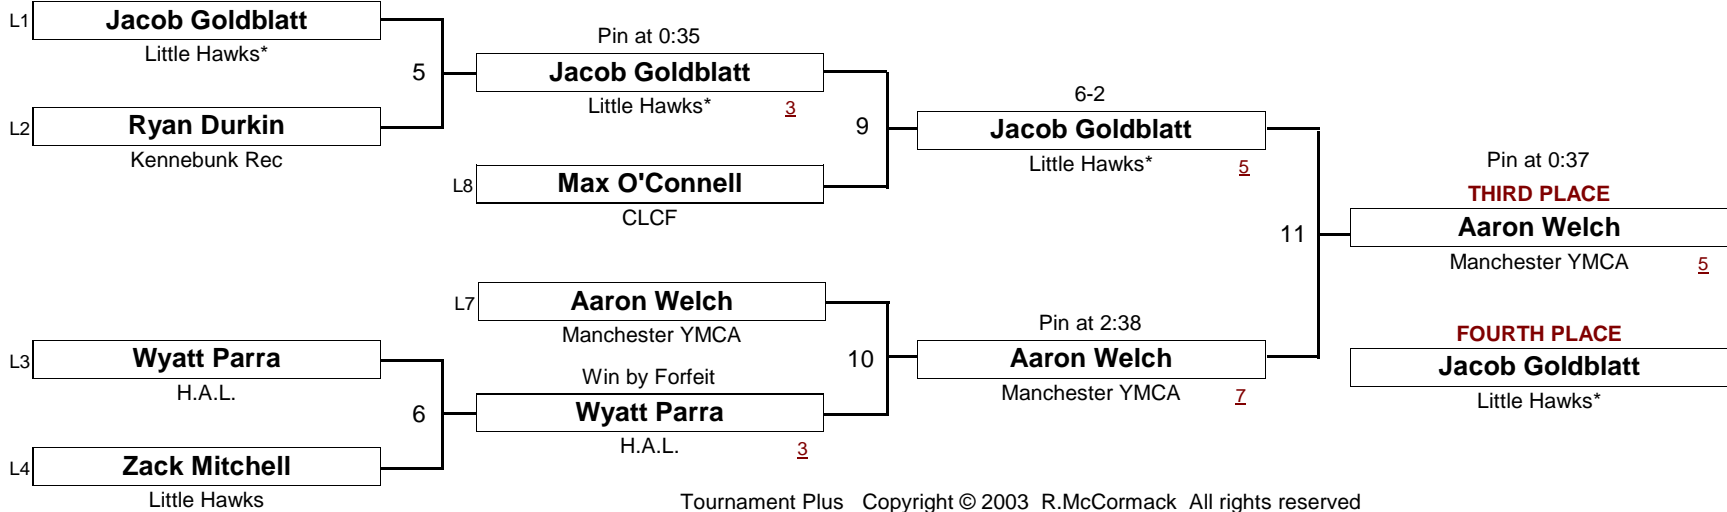 L1 Jacob Goldblatt
Little Hawks*
5
L2 Ryan Durkin
Kennebunk Rec
Pin at 0:35
Jacob Goldblatt
Little Hawks* 3
9
L8 Max O'Connell
CLCF
6-2
Jacob Goldblatt
Little Hawks* 5
11
Pin at 0:37
THIRD PLACE
Aaron Welch
Manchester YMCA 5
L7 Aaron Welch
Manchester YMCA
10
Pin at 2:38
Aaron Welch
Manchester YMCA 7
FOURTH PLACE
Jacob Goldblatt
Little Hawks*
L3 Wyatt Parra
H.A.L.
6
Win by Forfeit
Wyatt Parra
H.A.L. 3
L4 Zack Mitchell
Little Hawks
Tournament Plus Copyright © 2003 R.McCormack All rights reserved